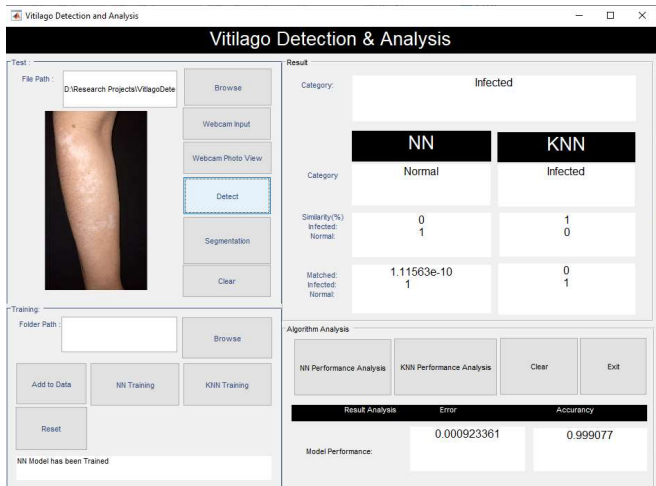 Vitilago Detection and Analysis
Vitilago Detection & Analysis
Test :
File Path :
D:\Research Projects\VitlagoDete
Browse
Webcam Input
Webcam Photo View
Detect
Segmentation
Clear
Training:
Folder Path :
Browse
Add to Data
NN Training
KNN Training
Reset
NN Model has been Trained
Result
Category:
Infected
NN
KNN
Category
Normal
Infected
Similarity(%)
Infected:
Normal:
0
1
1
0
Matched:
Infected:
Normal:
1.11563e-10
1
0
1
Algorithm Analysis
NN Performance Analysis
KNN Performance Analysis
Clear
Exit
Result Analysis
Error
Accurancy
Model Performance:
0.000923361
0.999077